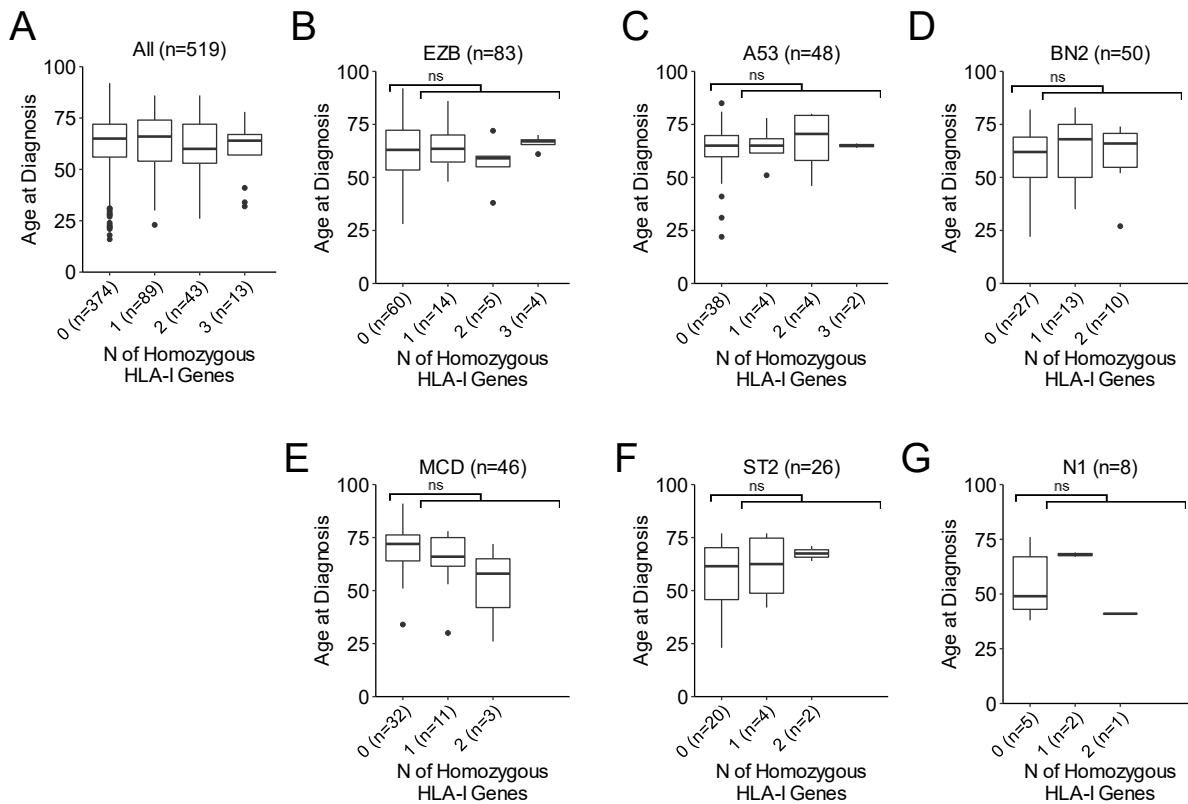 A
All (n=519)
Age at Diagnosis
100
75
50
25
0
0 (n=374)
1 (n=89)
2 (n=43)
3 (n=13)
N of Homozygous
HLA-I Genes
B
EZB (n=83)
ns
Age at Diagnosis
100
75
50
25
0
0 (n=60)
1 (n=14)
2 (n=5)
3 (n=4)
N of Homozygous
HLA-I Genes
C
A53 (n=48)
ns
Age at Diagnosis
100
75
50
25
0
0 (n=38)
1 (n=4)
2 (n=4)
3 (n=2)
N of Homozygous
HLA-I Genes
D
BN2 (n=50)
ns
Age at Diagnosis
100
75
50
25
0
0 (n=27)
1 (n=13)
2 (n=10)
N of Homozygous
HLA-I Genes
E
MCD (n=46)
ns
Age at Diagnosis
100
75
50
25
0
0 (n=32)
1 (n=11)
2 (n=3)
N of Homozygous
HLA-I Genes
F
ST2 (n=26)
ns
Age at Diagnosis
100
75
50
25
0
0 (n=20)
1 (n=4)
2 (n=2)
N of Homozygous
HLA-I Genes
G
N1 (n=8)
ns
Age at Diagnosis
100
75
50
25
0
0 (n=5)
1 (n=2)
2 (n=1)
N of Homozygous
HLA-I Genes